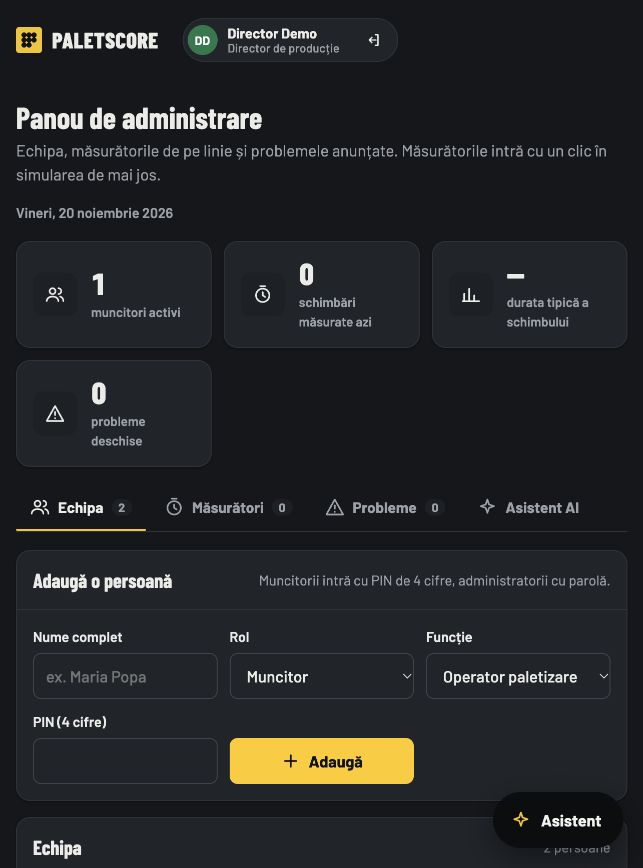 PALETSCORE
DD
Director Demo
Director de producție
Panou de administrare
Echipa, măsurătorile de pe linie și problemele anunțate. Măsurătorile intră cu un clic în
simularea de mai jos.
Vineri, 20 noiembrie 2026
1
muncitori activi
0
schimbări
măsurate azi
–
durata tipică a
schimbului
0
probleme
deschise
Echipa 2
Măsurători 0
Probleme 0
Asistent AI
Adaugă o persoană
Muncitorii intră cu PIN de 4 cifre, administratorii cu parolă.
Nume complet
Rol
Funcție
ex. Maria Popa
Muncitor
Operator paletizare
PIN (4 cifre)
+ Adaugă
Asistent
Echipa
2 persoane